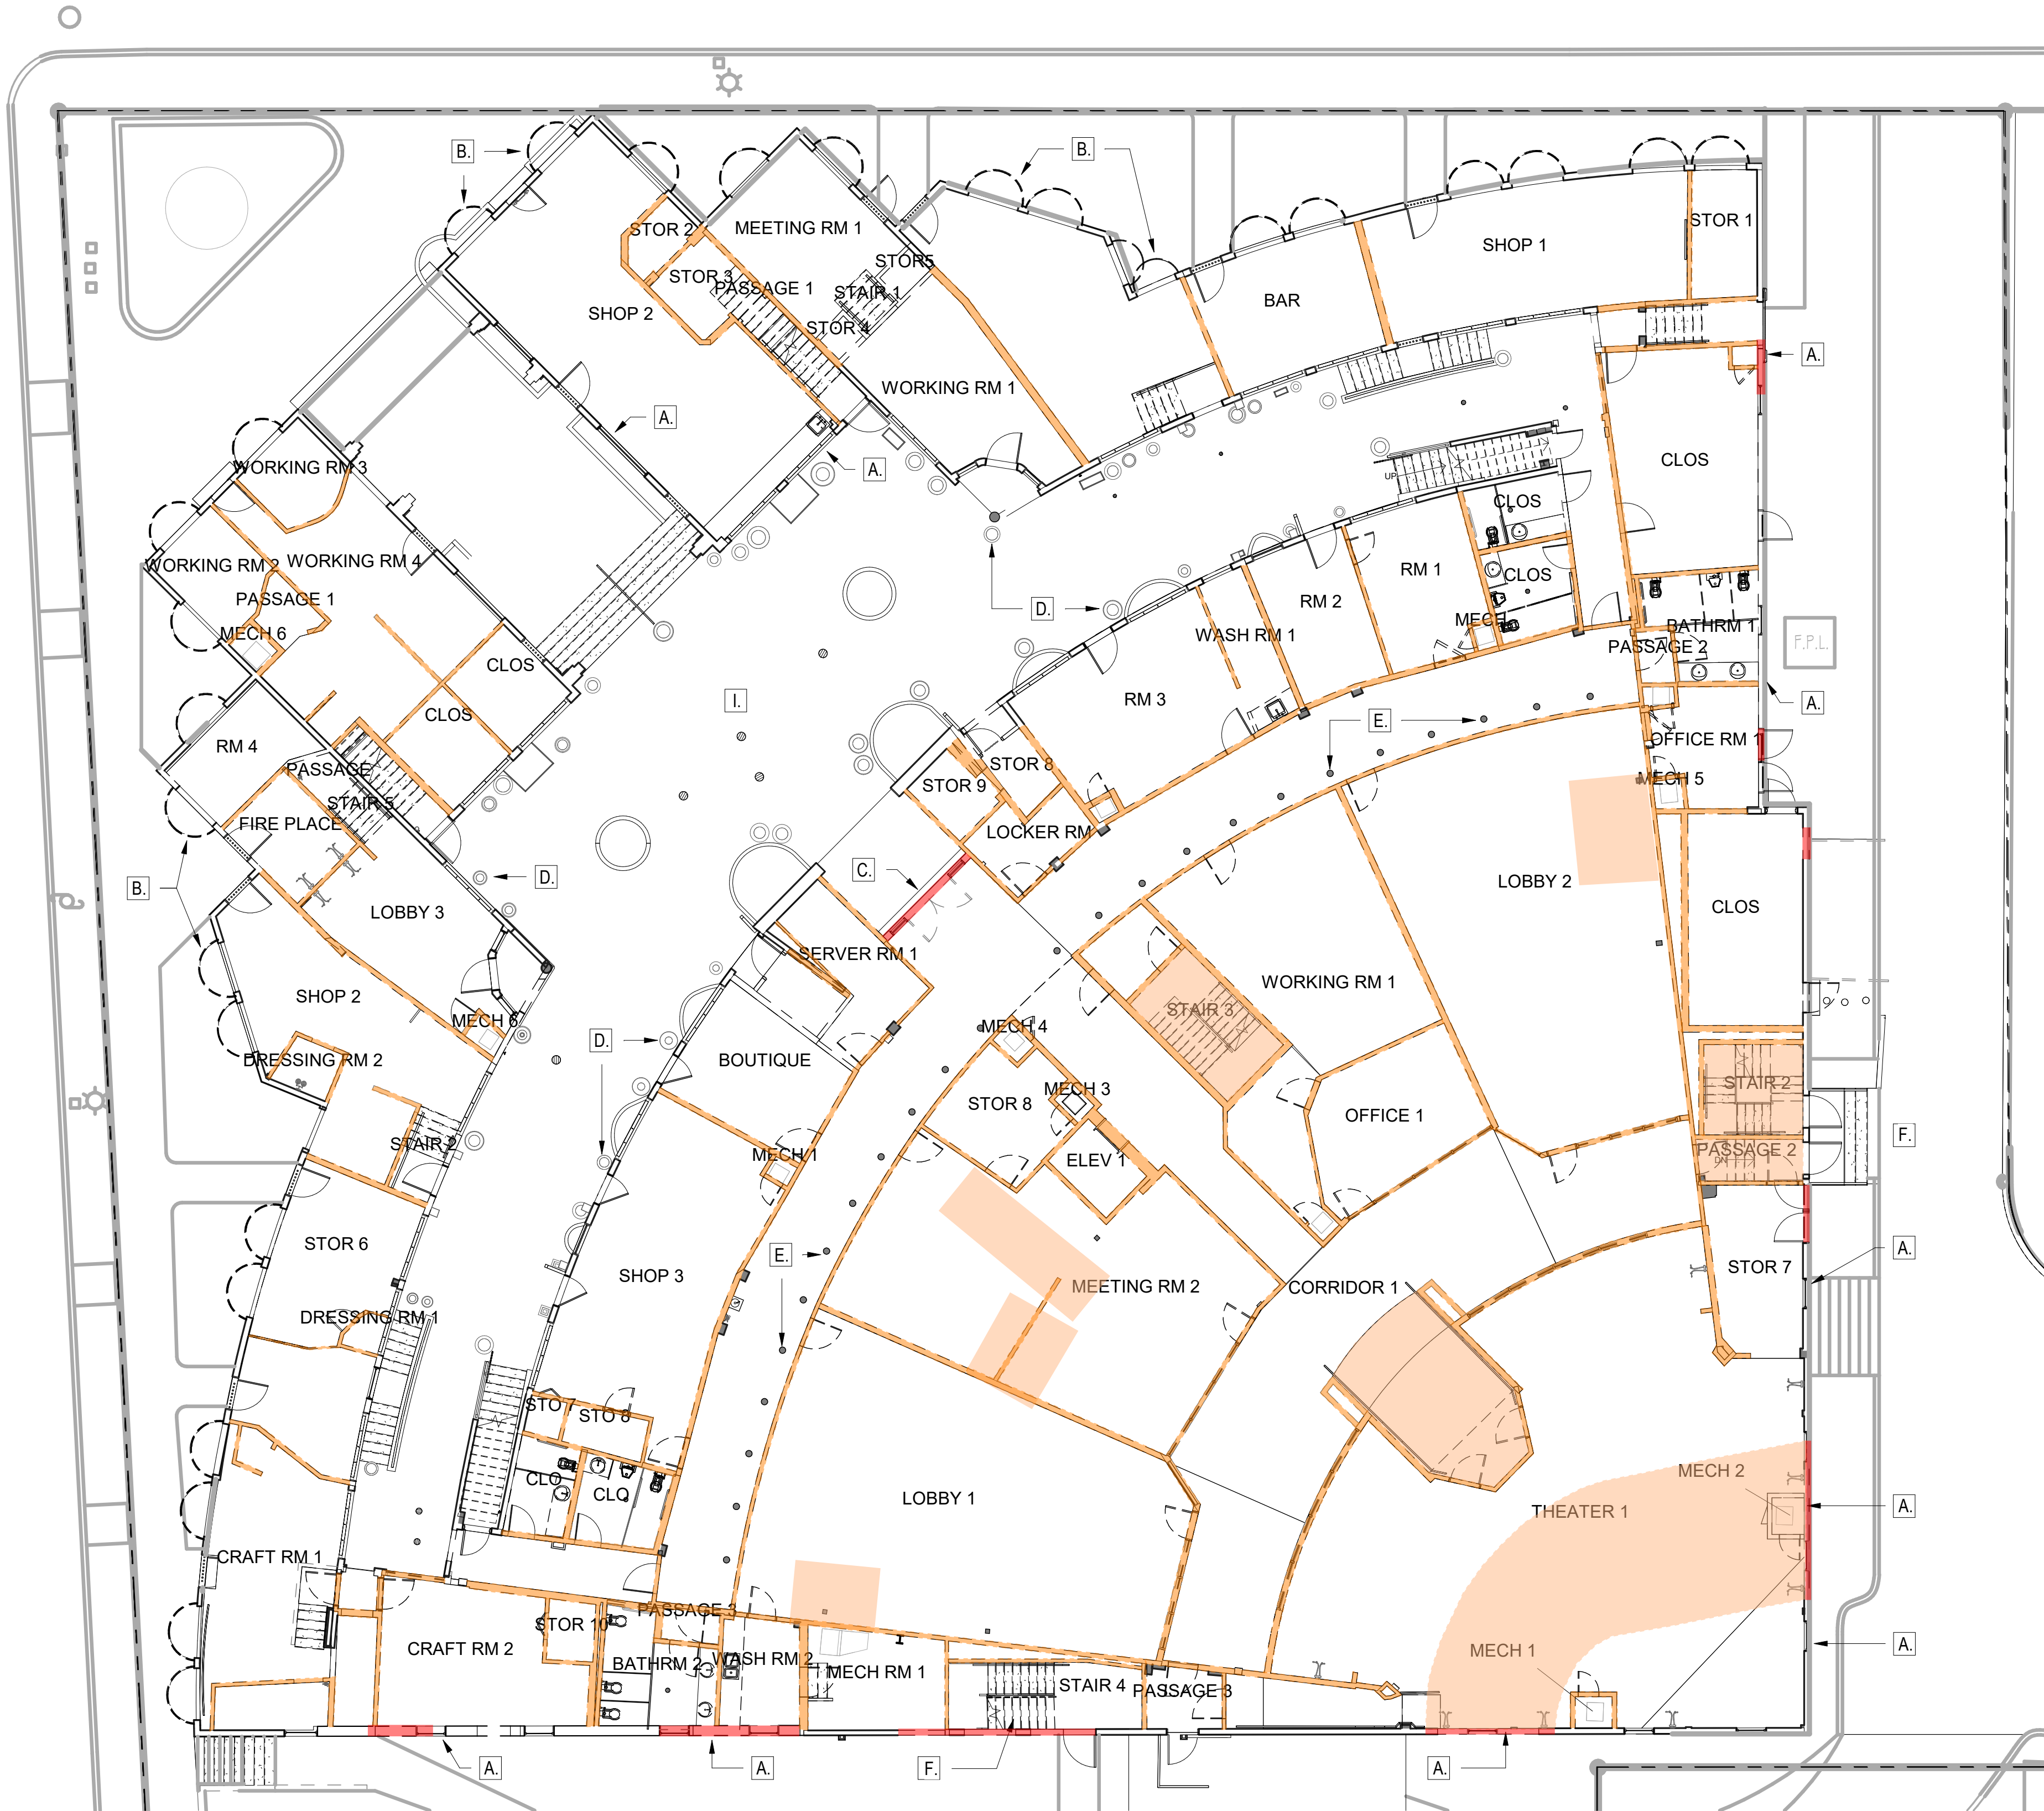 B.
B.
STOR 1
STOR 2
MEETING RM 1
SHOP 1
STOR5
STOR 3
PASSAGE 1
STAIR 1
BAR
SHOP 2
STOR 4
A.
WORKING RM 1
A.
CLOS
WORKING RM 3
A.
UP
CLOS
WORKING RM 2
WORKING RM 4
RM 1
CLOS
PASSAGE 1
D.
RM 2
MECH
BATHRM 1
F.P.L.
MECH 6
WASH RM 1
PASSAGE 2
CLOS
I.
RM 3
A.
CLOS
E.
RM 4
OFFICE RM 1
PASSAGE
STOR 8
MECH 5
STAIR 5
STOR 9
FIRE PLACE
LOCKER RM
B.
D.
C.
LOBBY 2
LOBBY 3
CLOS
SERVER RM 1
WORKING RM 1
SHOP 2
STAIR 3
MECH 6
MECH 4
D.
DRESSING RM 2
BOUTIQUE
MECH 3
STAIR 2
STOR 8
OFFICE 1
STAIR 2
F.
MECH 1
ELEV 1
PASSAGE 2
DN
STOR 6
E.
A.
SHOP 3
MEETING RM 2
CORRIDOR 1
STOR 7
DRESSING RM 1
STO 7
STO 8
MECH 2
CLO
CLO
LOBBY 1
THEATER 1
A.
CRAFT RM 1
PASSAGE 3
STOR 10
CRAFT RM 2
BATHRM 2
WASH RM 2
MECH RM 1
STAIR 4
PASSAGE 3
MECH 1
A.
A.
A.
F.
A.